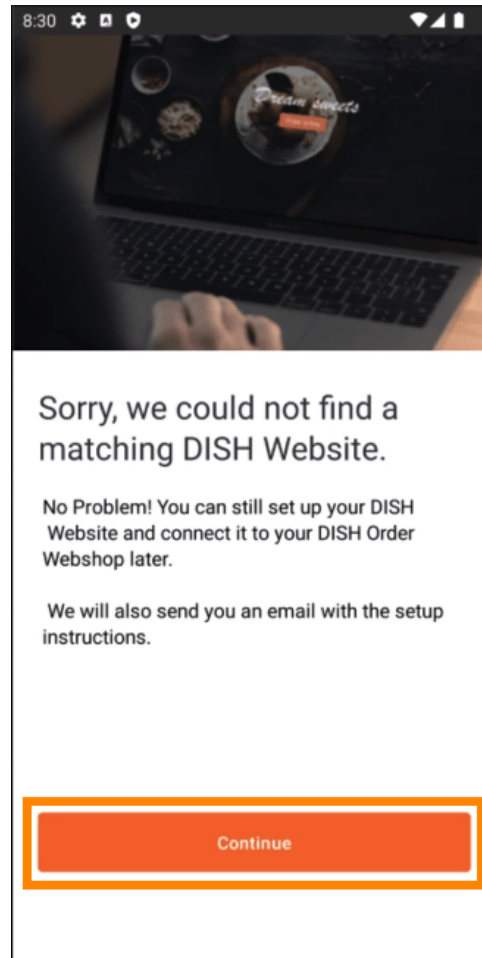 8:30
Dream sweets
Sorry, we could not find a
matching DISH Website.
No Problem! You can still set up your DISH
Website and connect it to your DISH Order
Webshop later.
We will also send you an email with the setup
instructions.
Continue